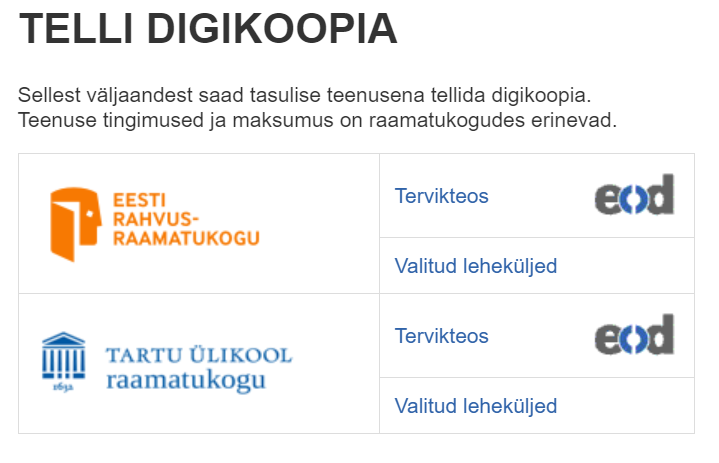 TELLI DIGIKOOPIA
Sellest väljaandest saad tasulise teenusena tellida digikoopia.
Teenuse tingimused ja maksumus on raamatukogudes erinevad.
EESTI
RAHVUS-
RAAMATUKOGU
Tervikteos
eod
Valitud leheküljed
TARTU ÜLIKOOL
raamatukogu
1632
Tervikteos
eod
Valitud leheküljed